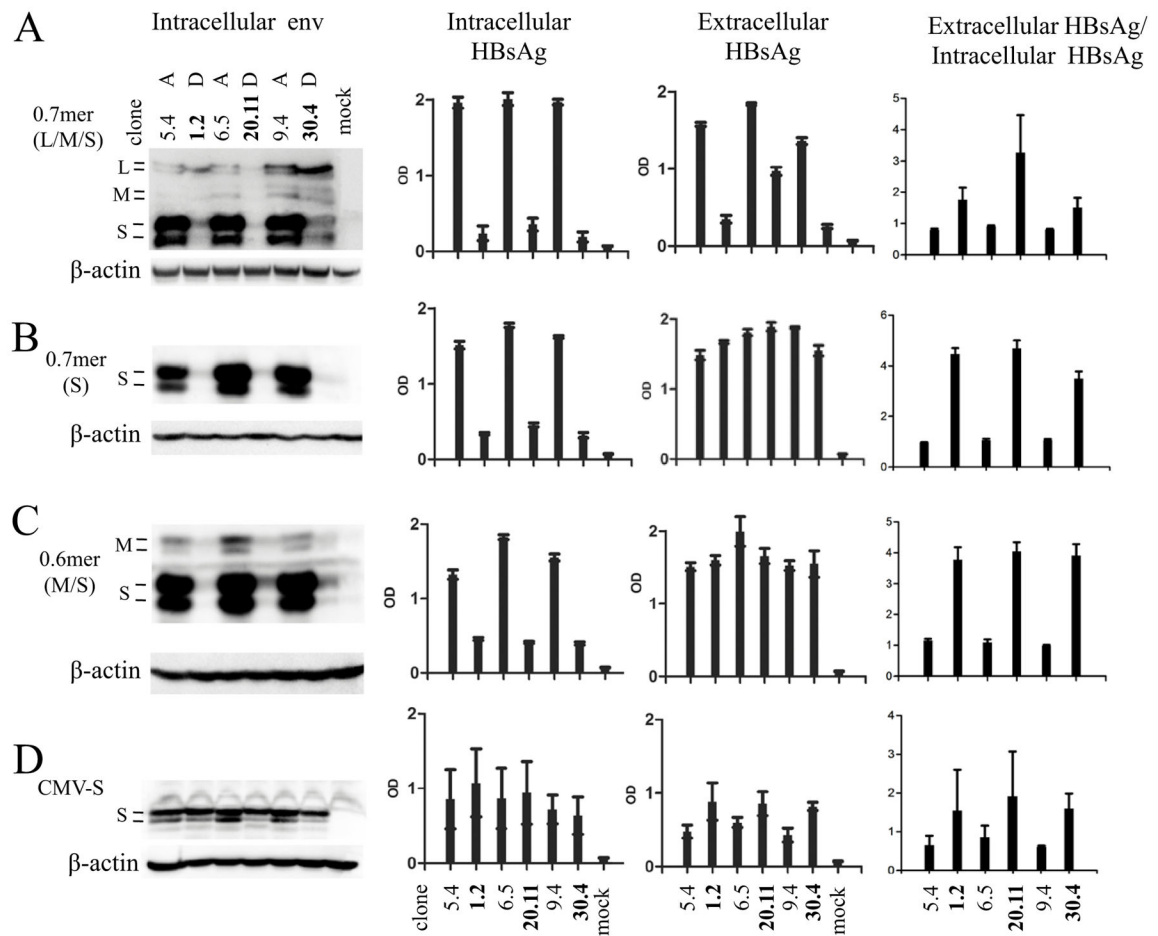 A
Intracellular env
Intracellular
HBsAg
Extracellular
HBsAg
Extracellular HBsAg/
Intracellular HBsAg
0.7mer
(L/M/S)
clone
5.4 A
1.2 D
6.5 A
20.11 D
9.4 A
30.4 D
mock
L
M
S
β-actin
OD
2
1
0
OD
2
1
0
5
4
3
2
1
0
B
0.7mer
(S)
S
β-actin
OD
2
1
0
OD
2
1
0
6
4
2
0
C
0.6mer
(M/S)
M
S
β-actin
OD
2
1
0
OD
2
1
0
5
4
3
2
1
0
D
CMV-S
S
β-actin
OD
2
1
0
OD
2
1
0
4
3
2
1
0
clone
5.4
1.2
6.5
20.11
9.4
30.4
mock
5.4
1.2
6.5
20.11
9.4
30.4
mock
5.4
1.2
6.5
20.11
9.4
30.4